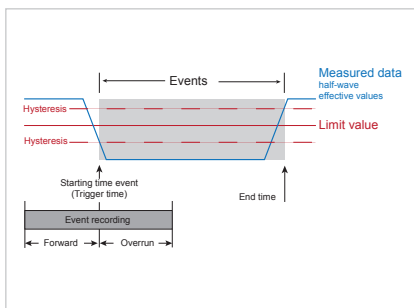 Events
Measured data
half-wave
effective values
Hysteresis
Limit value
Hysteresis
Starting time event
(Trigger time)
End time
Event recording
Forward
Overrun